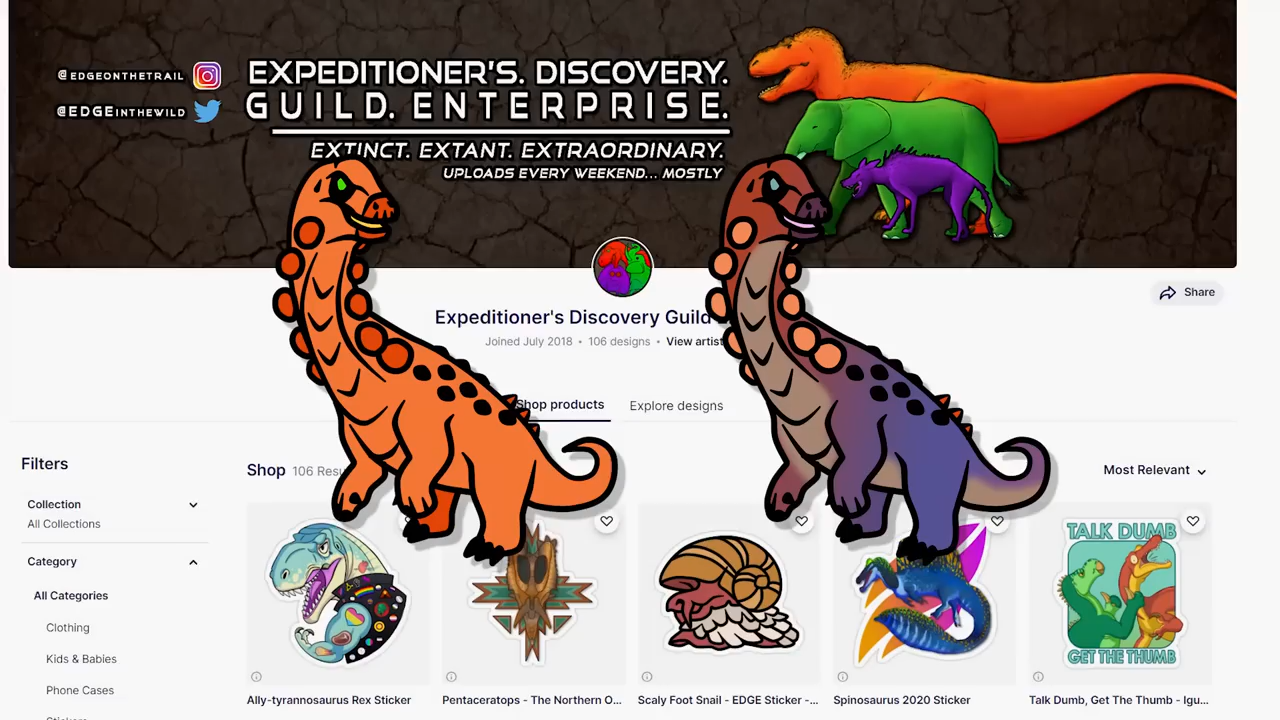 @EDGEONTHETRAIL
@EDGEINTHEWILD
EXPEDITIONER'S. DISCOVERY.
GUILD. ENTERPRISE.
EXTINCT. EXTANT. EXTRAORDINARY.
UPLOADS EVERY WEEKEND... MOSTLY
Share
Expeditioner's Discovery Guild
Joined July 2018 • 106 designs • View artist
Shop products
Explore designs
Filters
Shop 106
Most Relevant
Collection
All Collections
Category
All Categories
Clothing
Kids & Babies
Phone Cases
TALK DUMB
GET THE THUMB
Ally-tyrannosaurus Rex Sticker
Pentaceratops - The Northern O...
Scaly Foot Snail - EDGE Sticker -...
Spinosaurus 2020 Sticker
Talk Dumb, Get The Thumb - Igu...